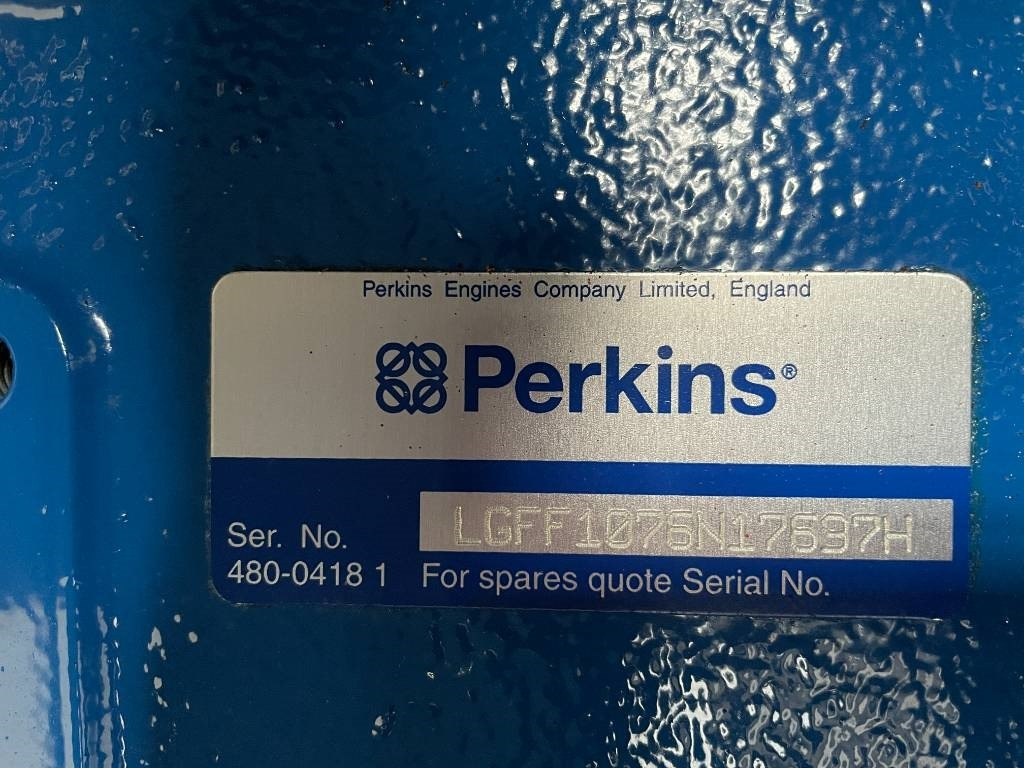 Perkins Engines Company Limited, England
Perkins®
Ser. No. LGFF1076N17697H
480-0418 1 For spares quote Serial No.